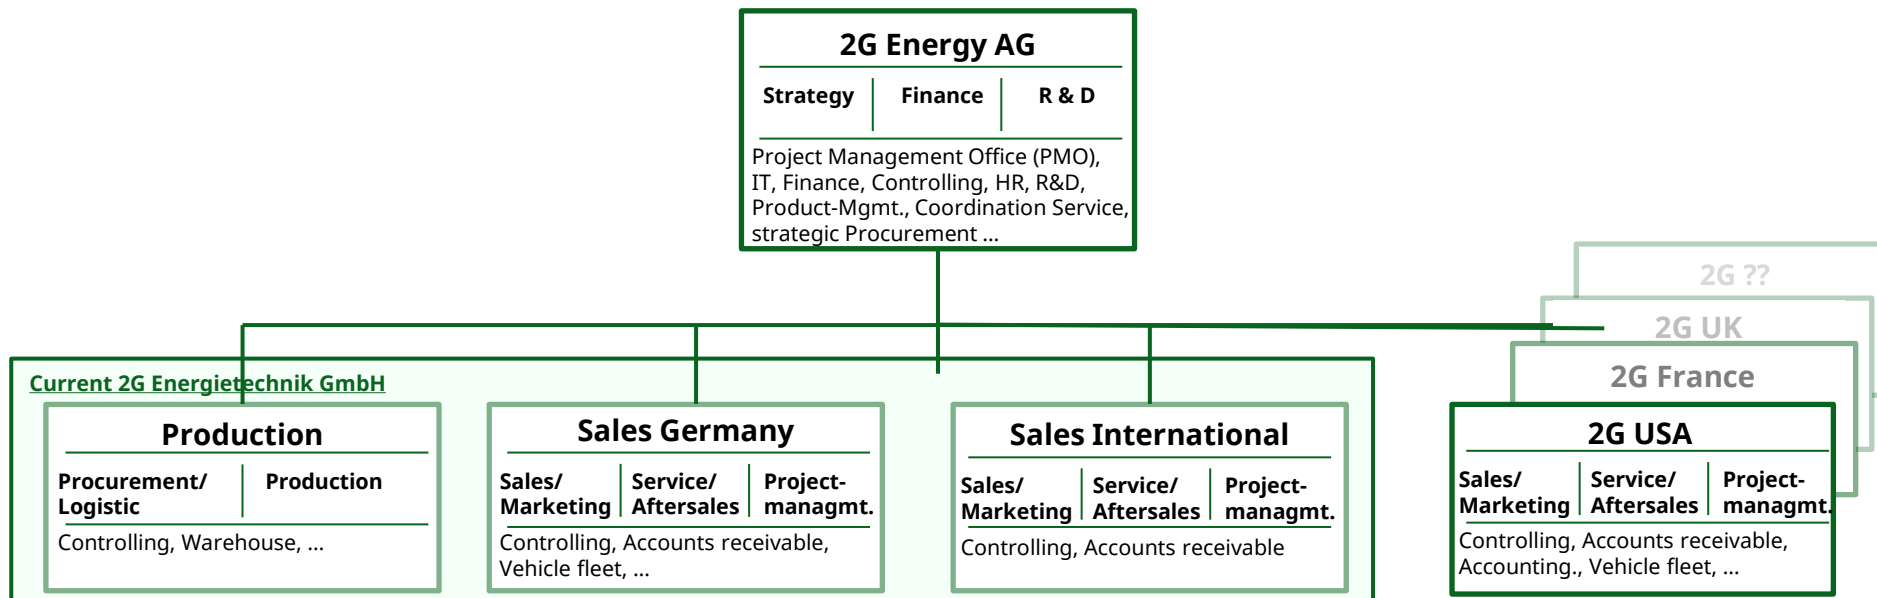 2G Energy AG
Strategy Finance R & D
Project Management Office (PMO),
IT, Finance, Controlling, HR, R&D,
Product-Mgmt., Coordination Service,
strategic Procurement ...
2G ??
2G UK
2G France
Current 2G Energietechnik GmbH
Production
Procurement/
Logistic
Production
Controlling, Warehouse, ...
Sales Germany
Sales/
Marketing
Service/
Aftersales
Project-
managmt.
Controlling, Accounts receivable,
Vehicle fleet, ...
Sales International
Sales/
Marketing
Service/
Aftersales
Project-
managmt.
Controlling, Accounts receivable
2G USA
Sales/
Marketing
Service/
Aftersales
Project-
managmt.
Controlling, Accounts receivable,
Accounting., Vehicle fleet, ...